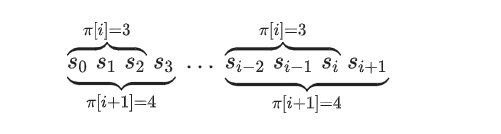 π[i]=3 π[i]=3
s₀ s₁ s₂ s₃ … sᵢ₋₂ sᵢ₋₁ sᵢ sᵢ₊₁
π[i+1]=4 π[i+1]=4